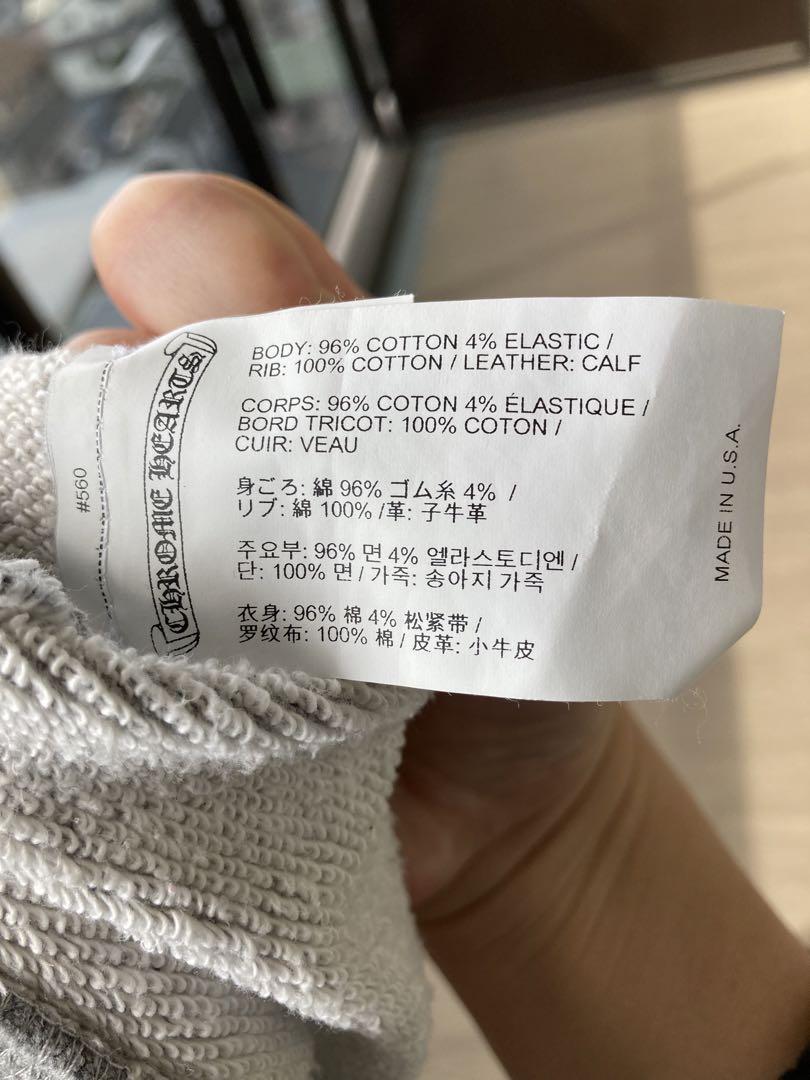 BODY: 96% COTTON 4% ELASTIC /
RIB: 100% COTTON / LEATHER: CALF
CORPS: 96% COTON 4% ÉLASTIQUE /
BORD TRICOT: 100% COTON /
CUIR: VEAU
身ごろ: 綿 96% ゴム糸 4% /
リブ: 綿 100% /革: 子牛革
주요부: 96% 면 4% 엘라스토디엔 /
단: 100% 면 / 가죽: 송아지 가죽
衣身: 96% 棉 4% 松紧带 /
罗纹布: 100% 棉 / 皮革: 小牛皮
CHROME HEARTS
#560
MADE IN U.S.A.